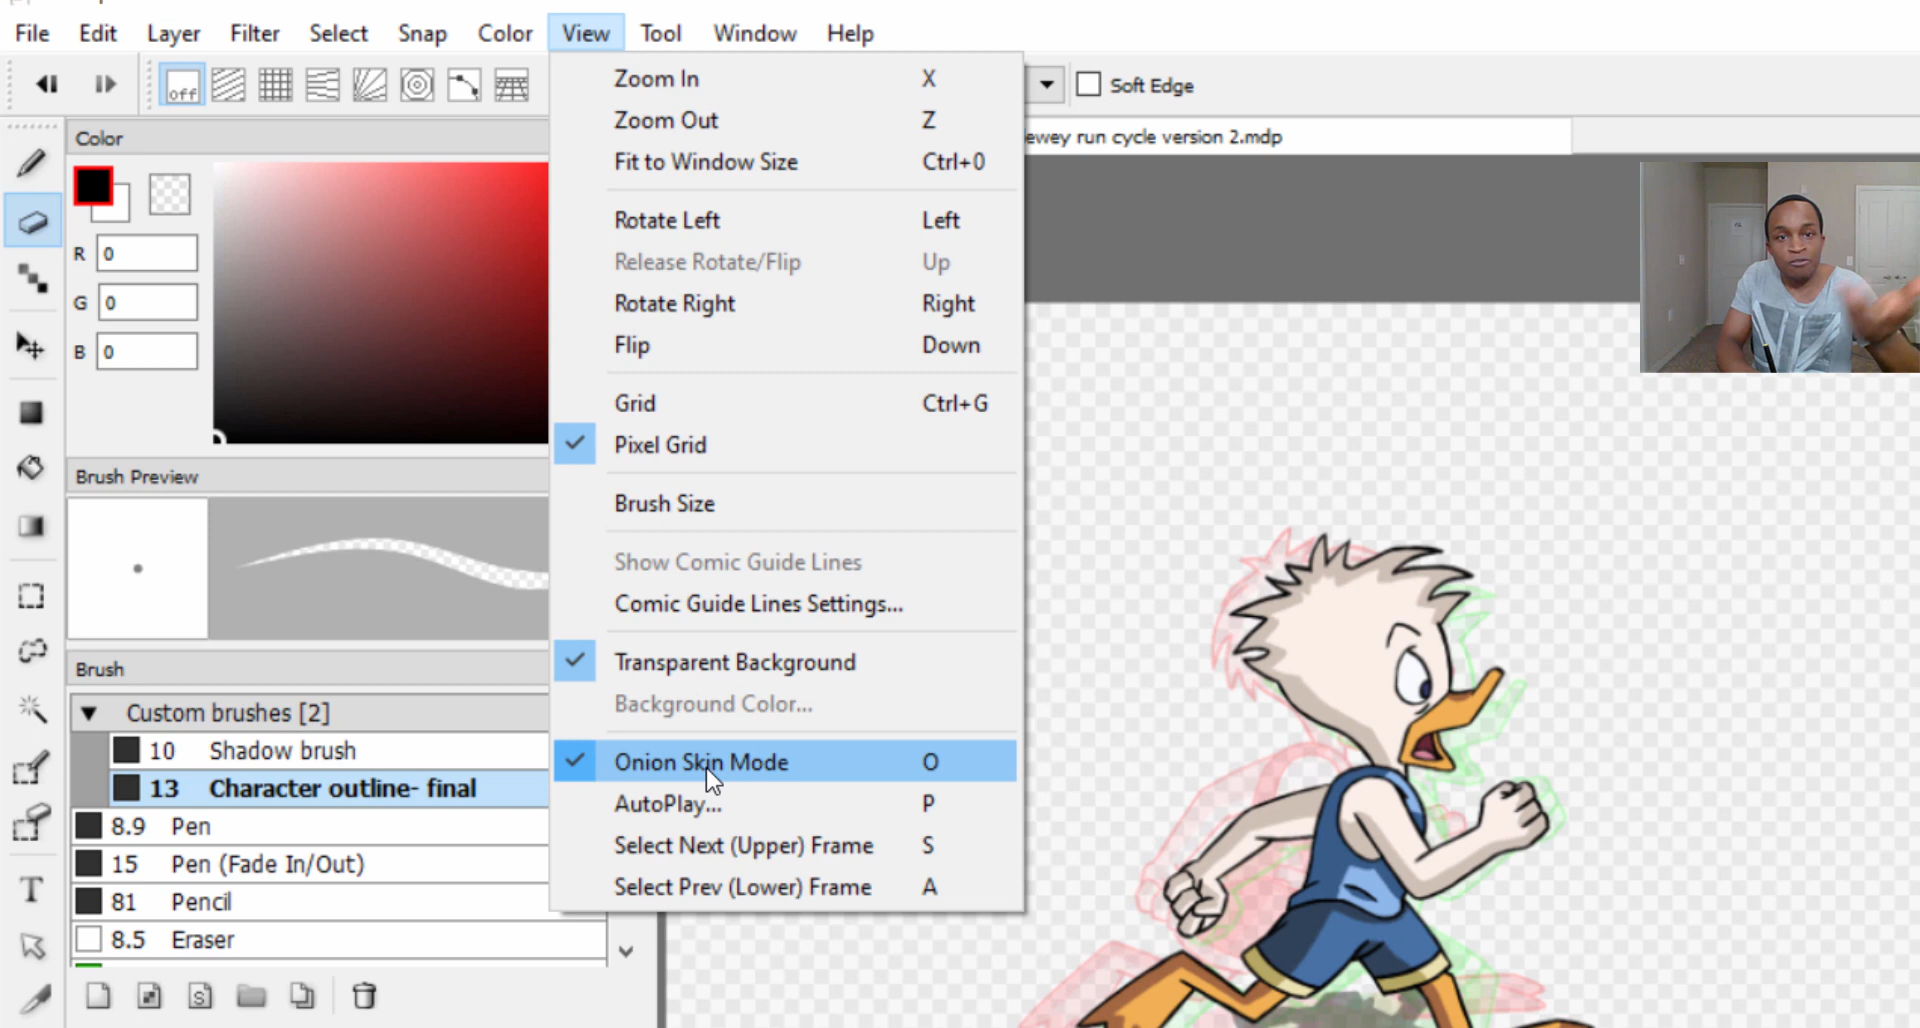 File Edit Layer Filter Select Snap Color View Tool Window Help
off
Soft Edge
Color
ewey run cycle version 2.mdp
R 0
G 0
B 0
Brush Preview
Brush
Custom brushes [2]
10 Shadow brush
13 Character outline- final
8.9 Pen
15 Pen (Fade In/Out)
81 Pencil
8.5 Eraser
T
S
Zoom In X
Zoom Out Z
Fit to Window Size Ctrl+0
Rotate Left Left
Release Rotate/Flip Up
Rotate Right Right
Flip Down
Grid Ctrl+G
Pixel Grid
Brush Size
Show Comic Guide Lines
Comic Guide Lines Settings...
Transparent Background
Background Color...
Onion Skin Mode O
AutoPlay... P
Select Next (Upper) Frame S
Select Prev (Lower) Frame A